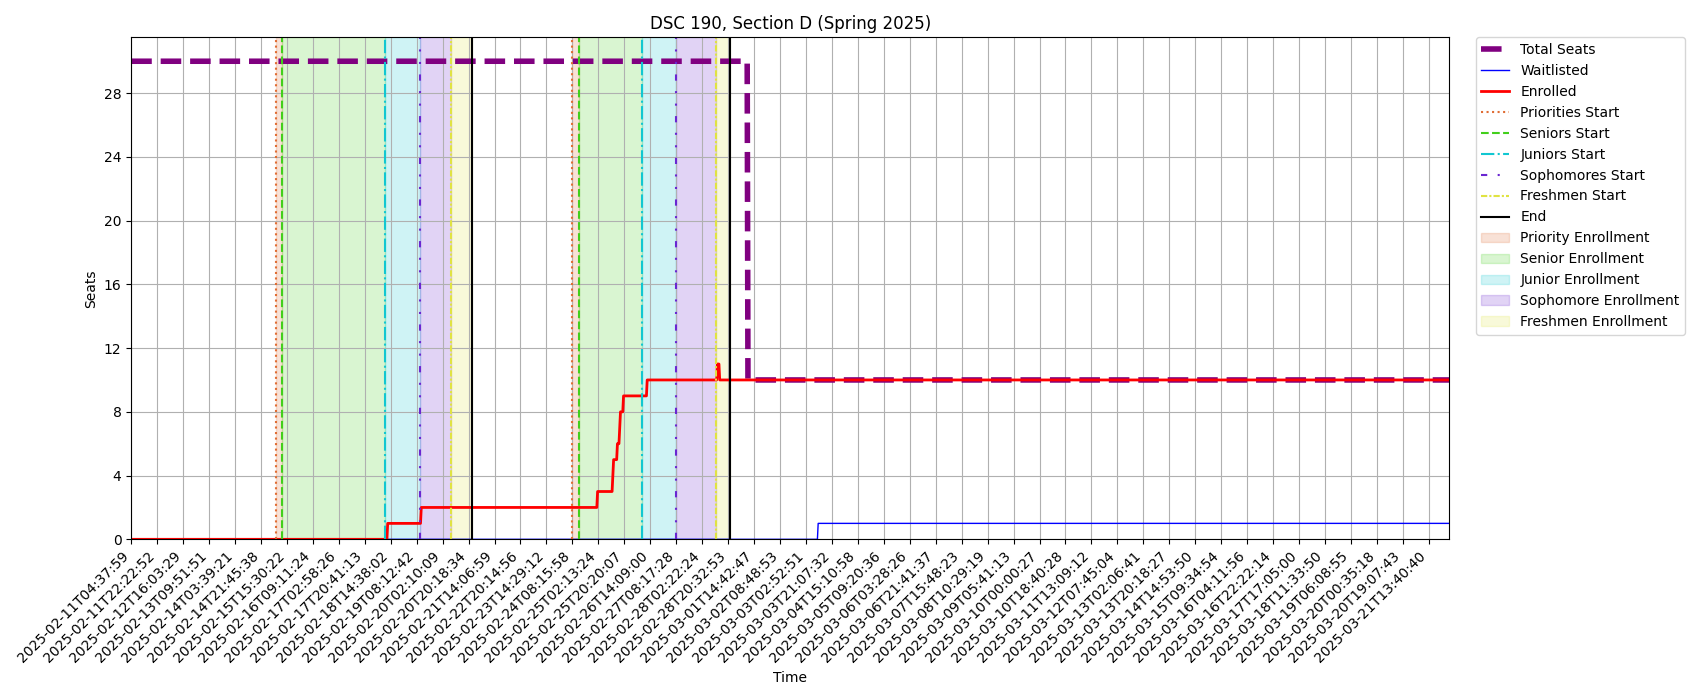 DSC 190, Section D (Spring 2025)
Total Seats
Waitlisted
Enrolled
Priorities Start
Seniors Start
Juniors Start
Sophomores Start
Freshmen Start
End
Priority Enrollment
Senior Enrollment
Junior Enrollment
Sophomore Enrollment
Freshmen Enrollment
Seats
28
24
20
16
12
8
4
0
2025-02-11T04:37:59
2025-02-11T22:22:52
2025-02-12T16:03:29
2025-02-13T09:51:51
2025-02-14T03:39:21
2025-02-14T21:45:38
2025-02-15T15:30:22
2025-02-16T09:11:24
2025-02-17T02:58:26
2025-02-17T20:41:13
2025-02-18T14:38:02
2025-02-19T08:12:42
2025-02-20T02:10:09
2025-02-20T20:18:34
2025-02-21T14:06:59
2025-02-22T20:14:56
2025-02-23T14:29:12
2025-02-24T08:15:58
2025-02-25T02:13:24
2025-02-25T20:20:07
2025-02-26T14:09:00
2025-02-27T08:17:28
2025-02-28T02:22:24
2025-02-28T20:32:53
2025-03-01T14:42:47
2025-03-02T08:48:53
2025-03-03T02:52:51
2025-03-03T21:07:32
2025-03-04T15:10:58
2025-03-05T09:20:36
2025-03-06T03:28:26
2025-03-06T21:41:37
2025-03-07T15:48:23
2025-03-08T10:29:19
2025-03-09T05:41:13
2025-03-10T00:00:27
2025-03-10T18:40:28
2025-03-11T13:09:12
2025-03-12T07:45:04
2025-03-13T02:06:41
2025-03-13T20:18:27
2025-03-14T14:53:50
2025-03-15T09:34:54
2025-03-16T04:11:56
2025-03-16T22:22:14
2025-03-17T17:05:00
2025-03-18T11:33:50
2025-03-19T06:08:55
2025-03-20T00:35:18
2025-03-20T19:07:43
2025-03-21T13:40:40
Time